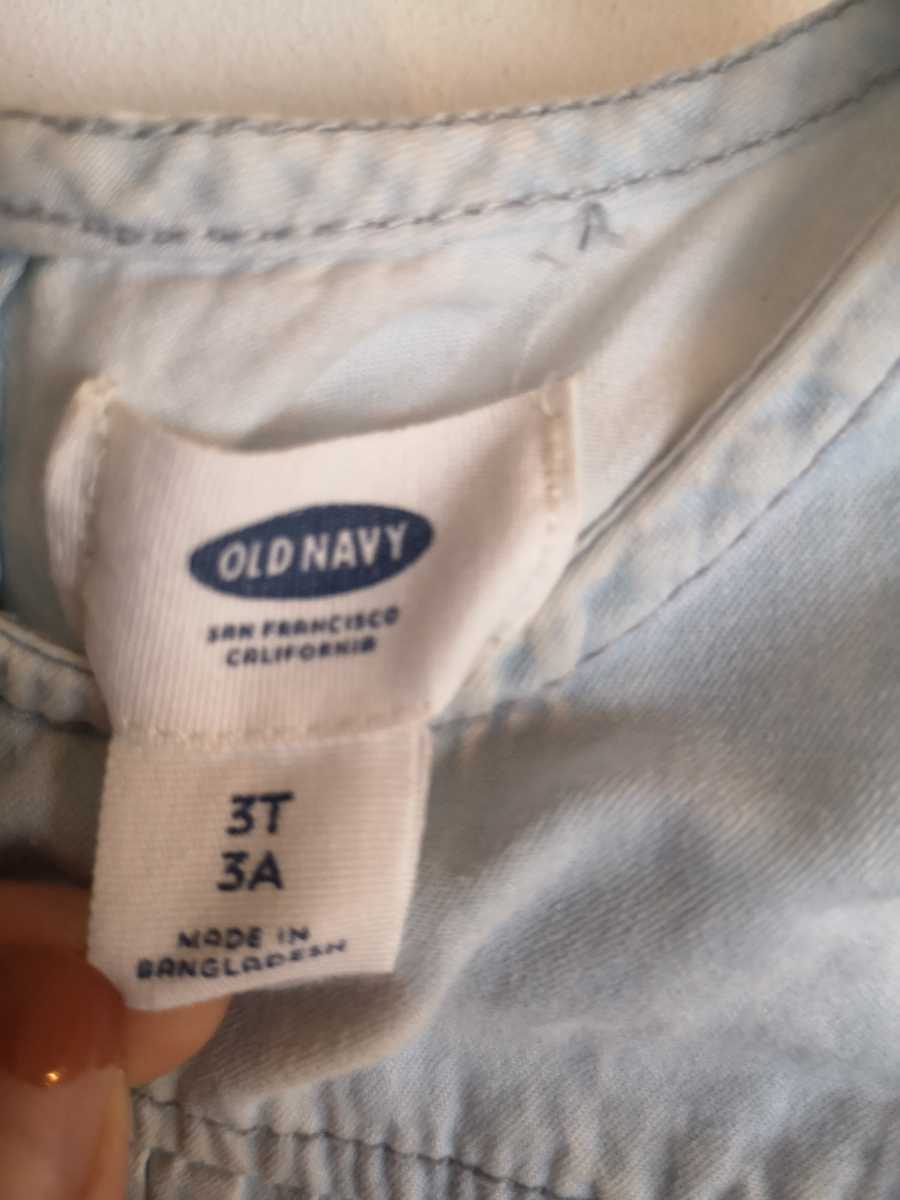 OLD NAVY
SAN FRANCISCO
CALIFORNIA
3T
3A
MADE IN
BANGLADESH